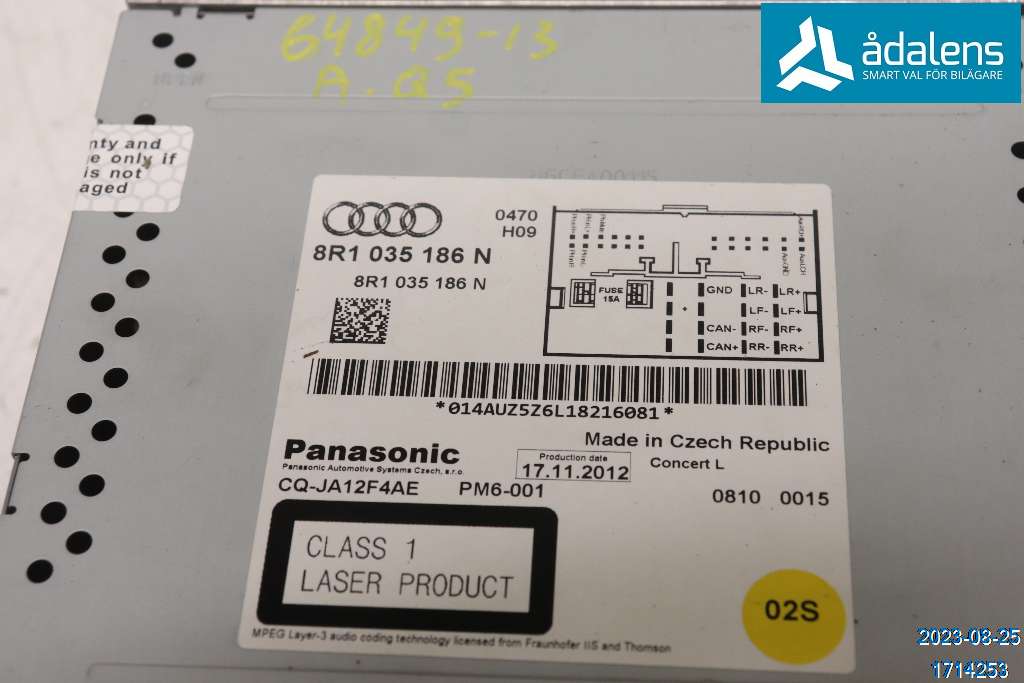 64849-13
A.Q5
ådalens
SMART VAL FÖR BILÄGARE
nty and
e only if
is not
aged
0470
H09
8R1 035 186 N
8R1 035 186 N
FUSE
15A
GND LR- LR+
LF- LF+
CAN- RF- RF+
CAN+ RR- RR+
*014AUZ5Z6L18216081*
Made in Czech Republic
Panasonic
Panasonic Automotive Systems Czech, s.r.o.
Production date
17.11.2012
Concert L
CQ-JA12F4AE PM6-001
0810 0015
CLASS 1
LASER PRODUCT
02S
MPEG Layer-3 audio coding technology licensed from Fraunhofer IIS and Thomson
2023-08-25
1714253